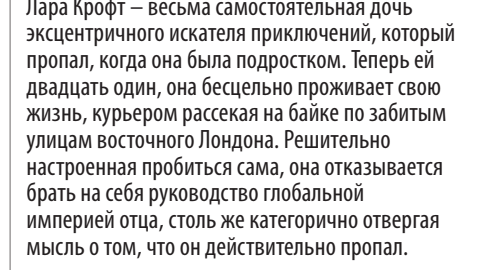 Лара Крофт – весьма самостоятельная дочь
эксцентричного искателя приключений, который
пропал, когда она была подростком. Теперь ей
двадцать один, она бесцельно проживает свою
жизнь, курьером рассекая на байке по забитым
улицам восточного Лондона. Решительно
настроенная пробиться сама, она отказывается
брать на себя руководство глобальной
империей отца, столь же категорично отвергая
мысль о том, что он действительно пропал.